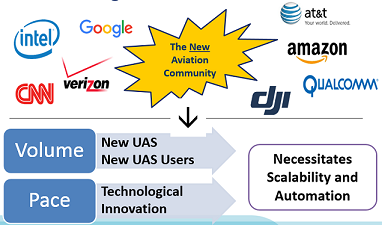 intel
Google
at&t
Your world. Delivered.
The New
Aviation
Community
CNN
verizon
amazon
dji
QUALCOMM
Volume
New UAS
New UAS Users
Pace
Technological
Innovation
Necessitates
Scalability and
Automation